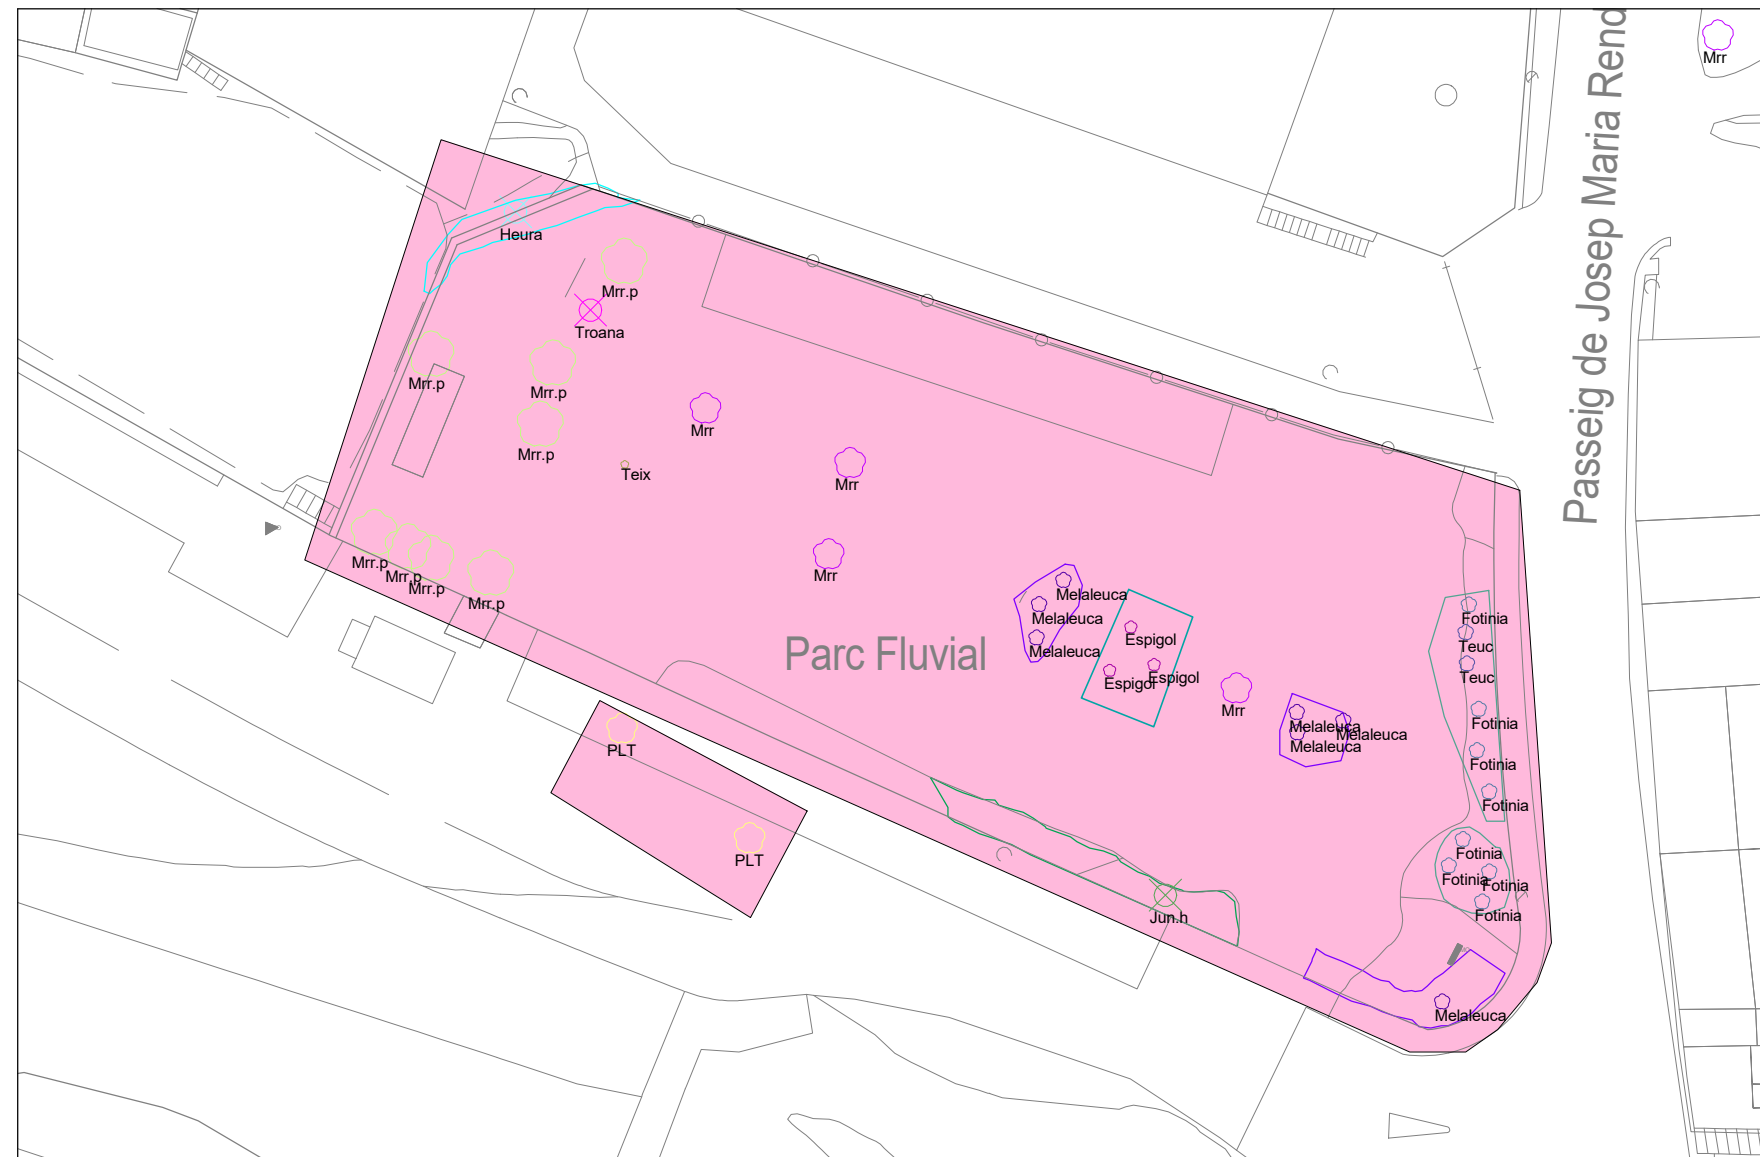 Mrr
Passeig de Josep Maria Rend
Heura
Mrr.p
Troana
Mrr.p
Mrr.p
Mrr
Mrr.p
Teix
Mrr
Mrr.p
Mrr.p
Mrr.p
Mrr.p
Mrr
Melaleuca
Melaleuca
Melaleuca
Parc Fluvial
Espigol
Espigol
Espigol
Mrr
Fotinia
Teuc
Teuc
Fotinia
Melaleuca
Melaleuca
Melaleuca
PLT
Fotinia
Fotinia
PLT
Fotinia
Fotinia
Fotinia
Fotinia
Jun.h
Melaleuca